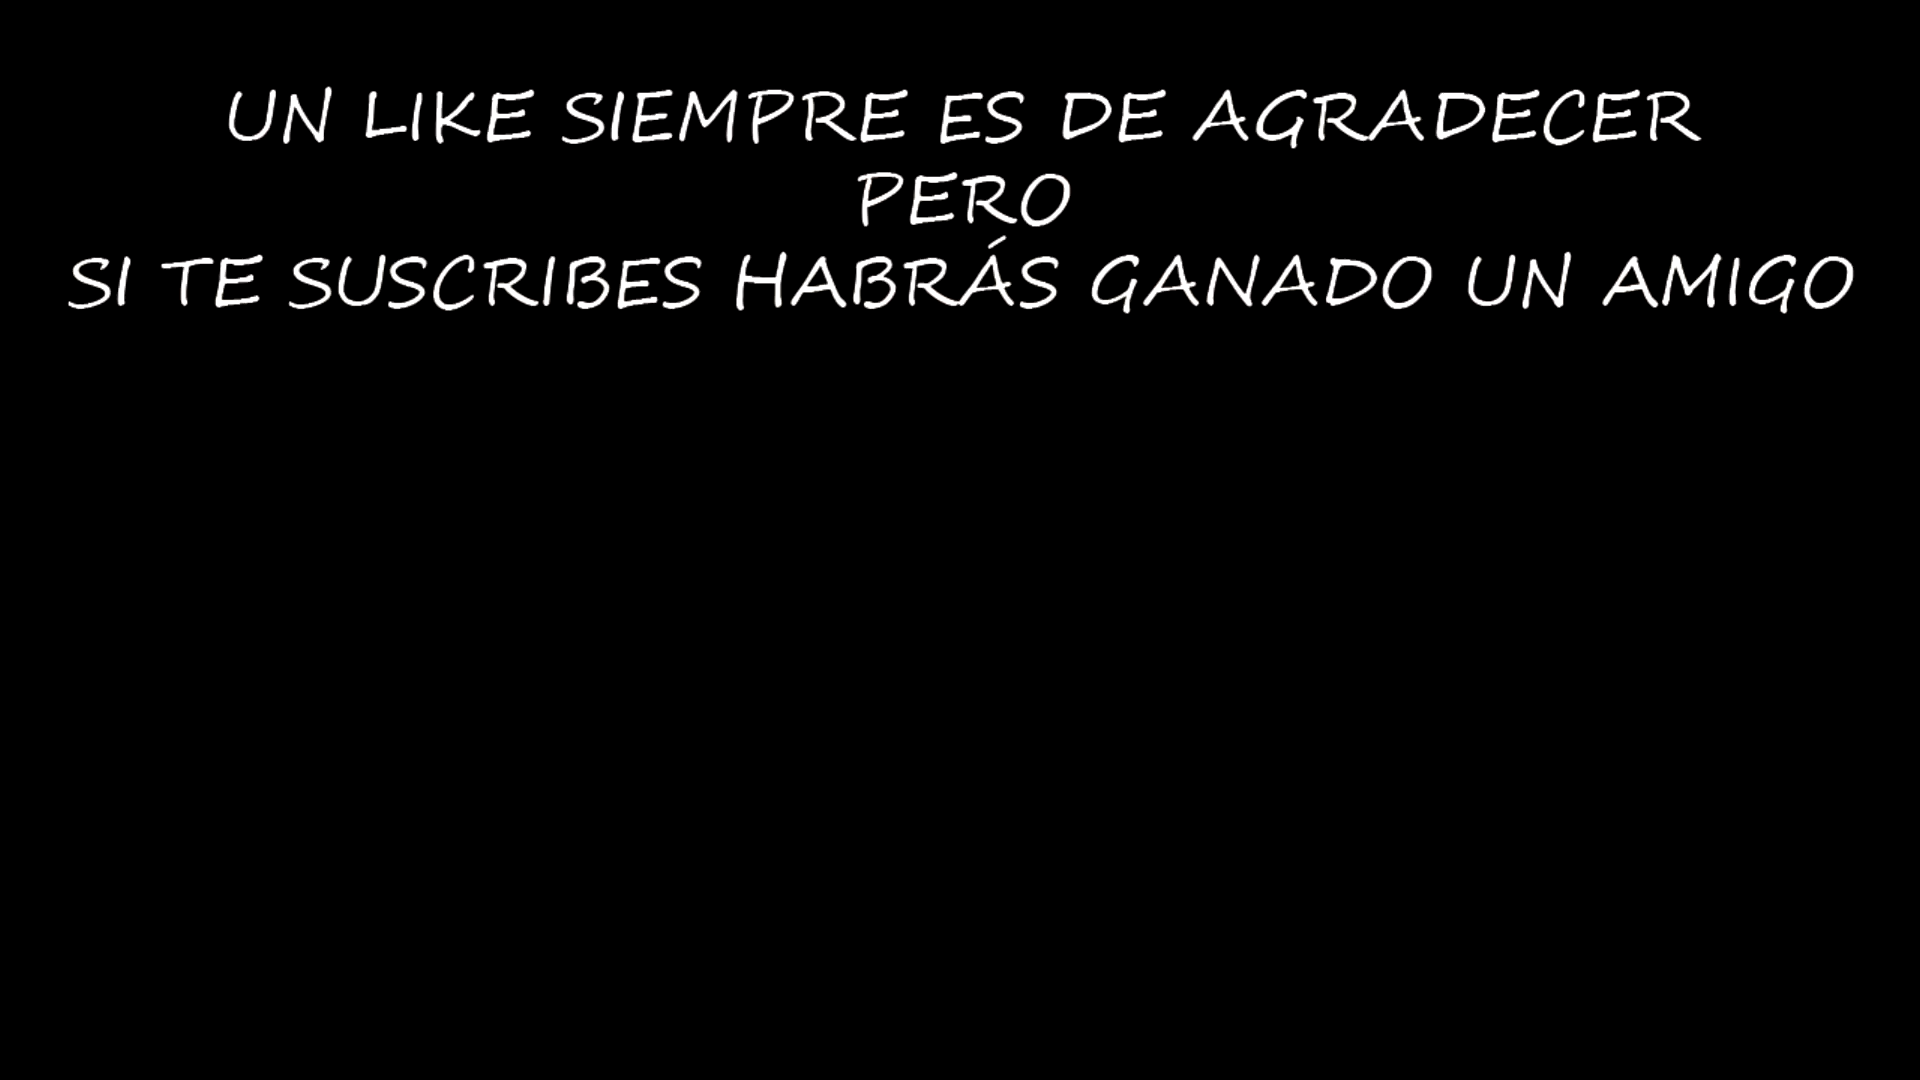 UN LIKE SIEMPRE ES DE AGRADECER
PERO
SI TE SUSCRIBES HABRÁS GANADO UN AMIGO